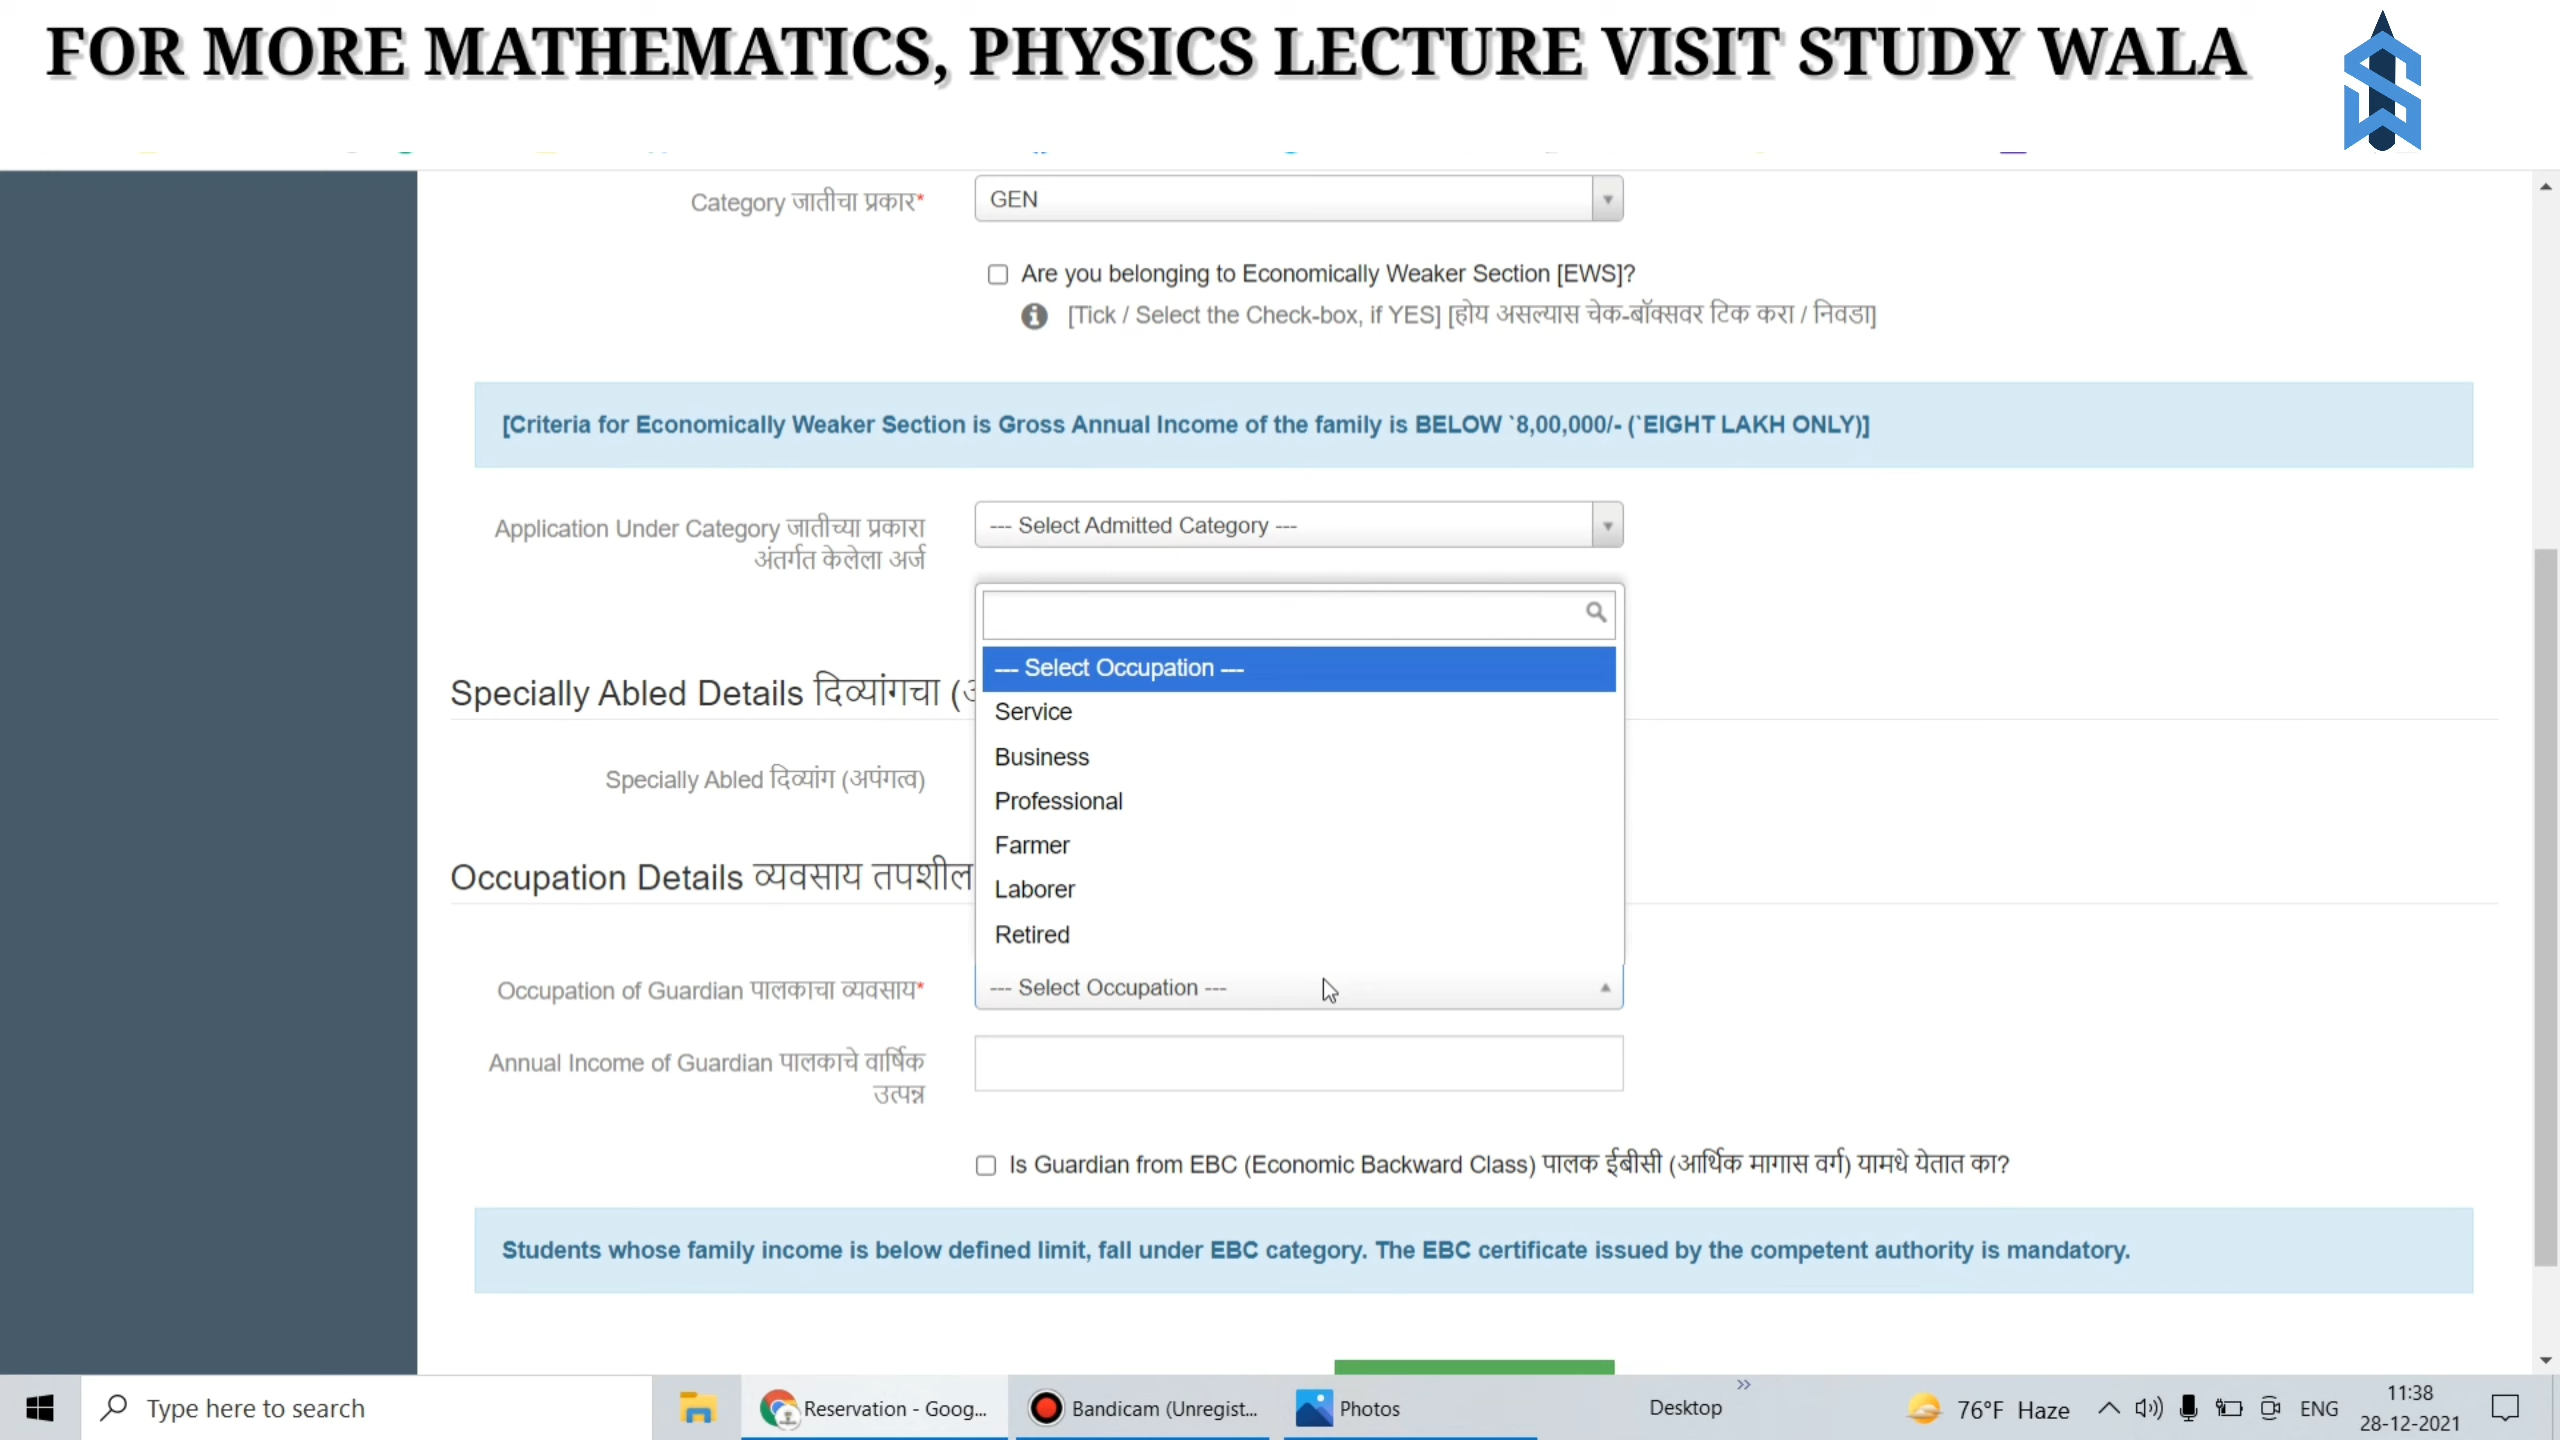 FOR MORE MATHEMATICS, PHYSICS LECTURE VISIT STUDY WALA
Category जातीचा प्रकार*
GEN
Are you belonging to Economically Weaker Section [EWS]?
[Tick / Select the Check-box, if YES] [होय असल्यास चेक-बॉक्सवर टिक करा / निवडा]
[Criteria for Economically Weaker Section is Gross Annual Income of the family is BELOW `8,00,000/- (`EIGHT LAKH ONLY)]
Application Under Category जातीच्या प्रकारा
अंतर्गत केलेला अर्ज
--- Select Admitted Category ---
--- Select Occupation ---
Service
Business
Professional
Farmer
Laborer
Retired
Specially Abled Details दिव्यांगचा (
Specially Abled दिव्यांग (अपंगत्व)
Occupation Details व्यवसाय तपशील
Occupation of Guardian पालकाचा व्यवसाय*
--- Select Occupation ---
Annual Income of Guardian पालकाचे वार्षिक
उत्पन्न
Is Guardian from EBC (Economic Backward Class) पालक ईबीसी (आर्थिक मागास वर्ग) यामधे येतात का?
Students whose family income is below defined limit, fall under EBC category. The EBC certificate issued by the competent authority is mandatory.
Type here to search
Reservation - Goog...
Bandicam (Unregist...
Photos
Desktop
76°F Haze
ENG
11:38
28-12-2021